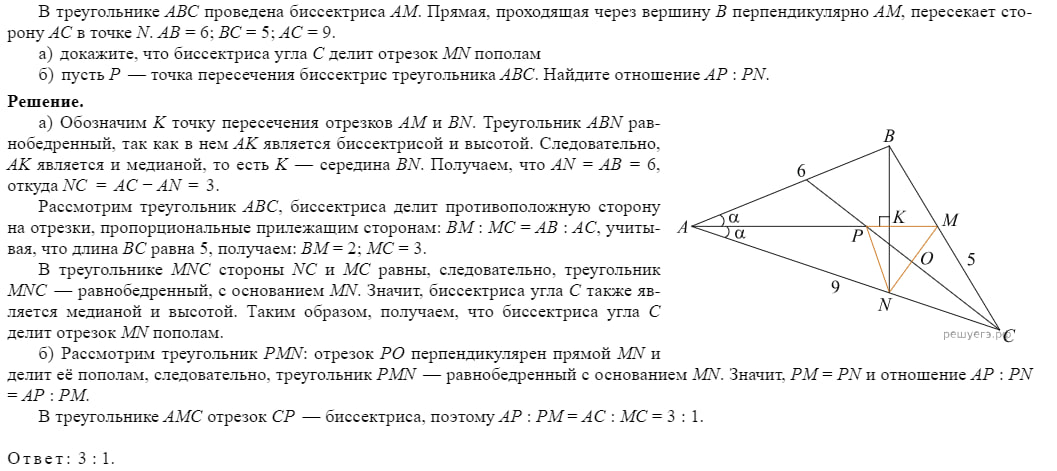 В треугольнике ABC проведена биссектриса AM. Прямая, проходящая через вершину B перпендикулярно AM, пересекает сто-
рону AC в точке N. AB = 6; BC = 5; AC = 9.
а) докажите, что биссектриса угла C делит отрезок MN пополам
б) пусть P — точка пересечения биссектрис треугольника ABC. Найдите отношение AP : PN.
Решение.
а) Обозначим K точку пересечения отрезков AM и BN. Треугольник ABN рав-
нобедренный, так как в нем AK является биссектрисой и высотой. Следовательно,
AK является и медианой, то есть K — середина BN. Получаем, что AN = AB = 6,
откуда NC = AC − AN = 3.
Рассмотрим треугольник ABC, биссектриса делит противоположную сторону
на отрезки, пропорциональные прилежащим сторонам: BM : MC = AB : AC, учиты-
вая, что длина BC равна 5, получаем: BM = 2; MC = 3.
В треугольнике MNC стороны NC и MC равны, следовательно, треугольник
MNC — равнобедренный, с основанием MN. Значит, биссектриса угла C также яв-
ляется медианой и высотой. Таким образом, получаем, что биссектриса угла C
делит отрезок MN пополам.
б) Рассмотрим треугольник PMN: отрезок PO перпендикулярен прямой MN и
делит её пополам, следовательно, треугольник PMN — равнобедренный с основанием MN. Значит, PM = PN и отношение AP : PN
= AP : PM.
В треугольнике AMC отрезок CP — биссектриса, поэтому AP : PM = AC : MC = 3 : 1.
Ответ: 3 : 1.
B
6
α
K
A
M
α
P
O
5
9
N
решуегэ.рф
C